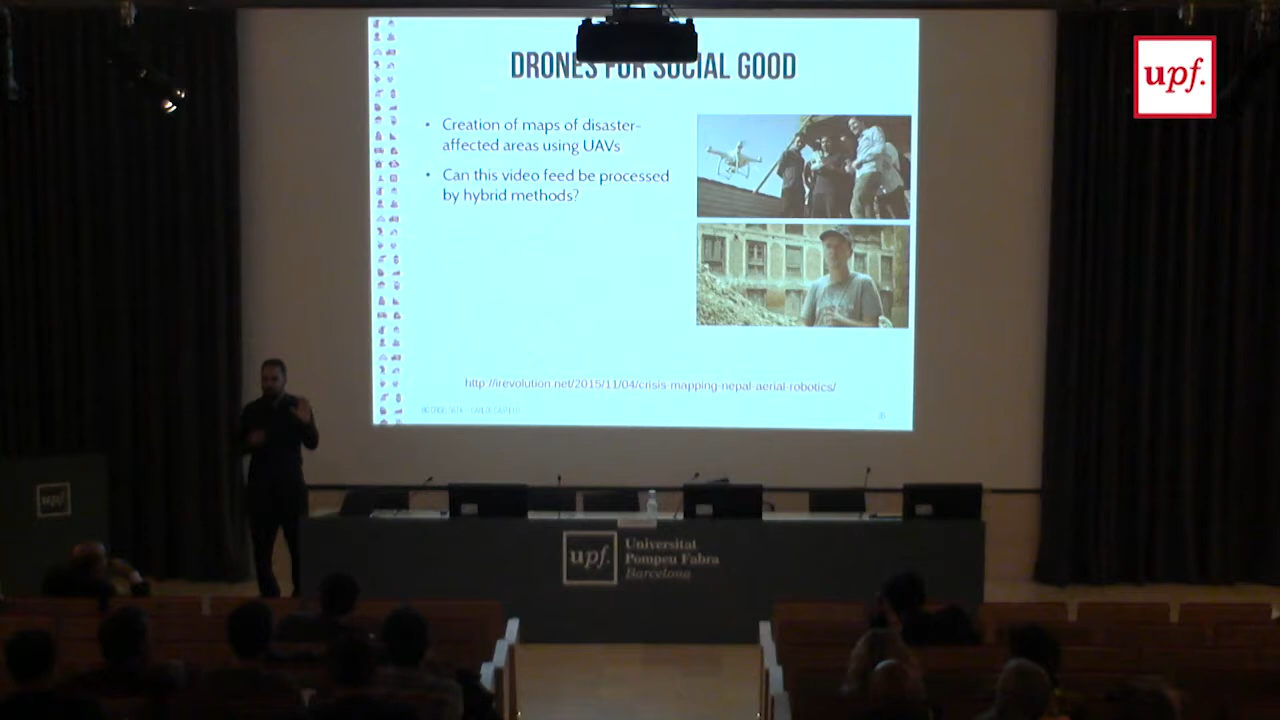 DRONES FOR SOCIAL GOOD
upf.
• Creation of maps of disaster-
affected areas using UAVs
• Can this video feed be processed
by hybrid methods?
http://irevolution.net/2015/11/04/crisis-mapping-nepal-aerial-robotics/
upf.
upf.
Universitat
Pompeu Fabra
Barcelona